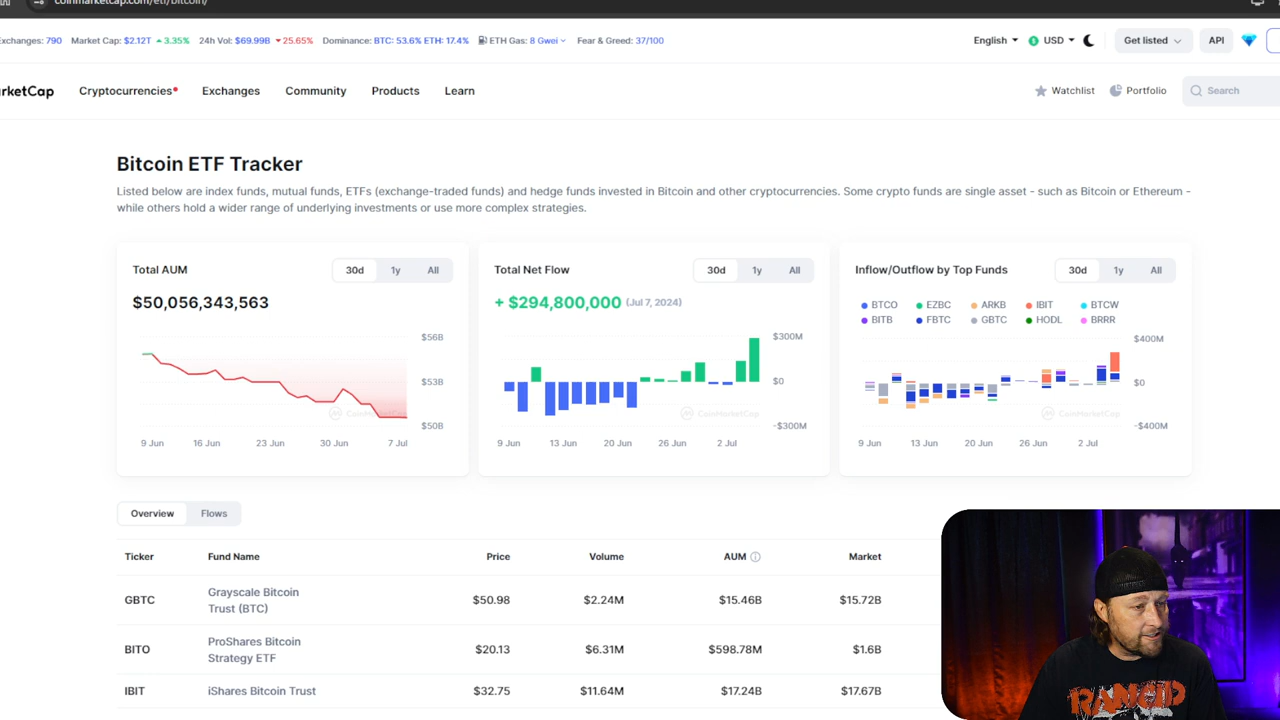 coinmarketcap.com/etf/bitcoin/
Exchanges: 790 Market Cap: $2.12T 3.35% 24h Vol: $69.99B 25.65% Dominance: BTC: 53.6% ETH: 17.4% ETH Gas: 8 Gwei Fear & Greed: 37/100 English USD Get listed API
rketCap Cryptocurrencies Exchanges Community Products Learn Watchlist Portfolio Search
Bitcoin ETF Tracker
Listed below are index funds, mutual funds, ETFs (exchange-traded funds) and hedge funds invested in Bitcoin and other cryptocurrencies. Some crypto funds are single asset - such as Bitcoin or Ethereum -
while others hold a wider range of underlying investments or use more complex strategies.
Total AUM 30d 1y All
$50,056,343,563
$56B
$53B
$50B
CoinMarketCap
9 Jun 16 Jun 23 Jun 30 Jun 7 Jul
Total Net Flow 30d 1y All
+ $294,800,000 (Jul 7, 2024)
$300M
$0
-$300M
CoinMarketCap
9 Jun 13 Jun 20 Jun 26 Jun 2 Jul
Inflow/Outflow by Top Funds 30d 1y All
BTCO EZBC ARKB IBIT BTCW
BITB FBTC GBTC HODL BRRR
$400M
$0
-$400M
CoinMarketCap
9 Jun 13 Jun 20 Jun 26 Jun 2 Jul
Overview Flows
Ticker Fund Name Price Volume AUM Market
GBTC Grayscale Bitcoin Trust (BTC) $50.98 $2.24M $15.46B $15.72B
BITO ProShares Bitcoin Strategy ETF $20.13 $6.31M $598.78M $1.6B
IBIT iShares Bitcoin Trust $32.75 $11.64M $17.24B $17.67B
RANCID